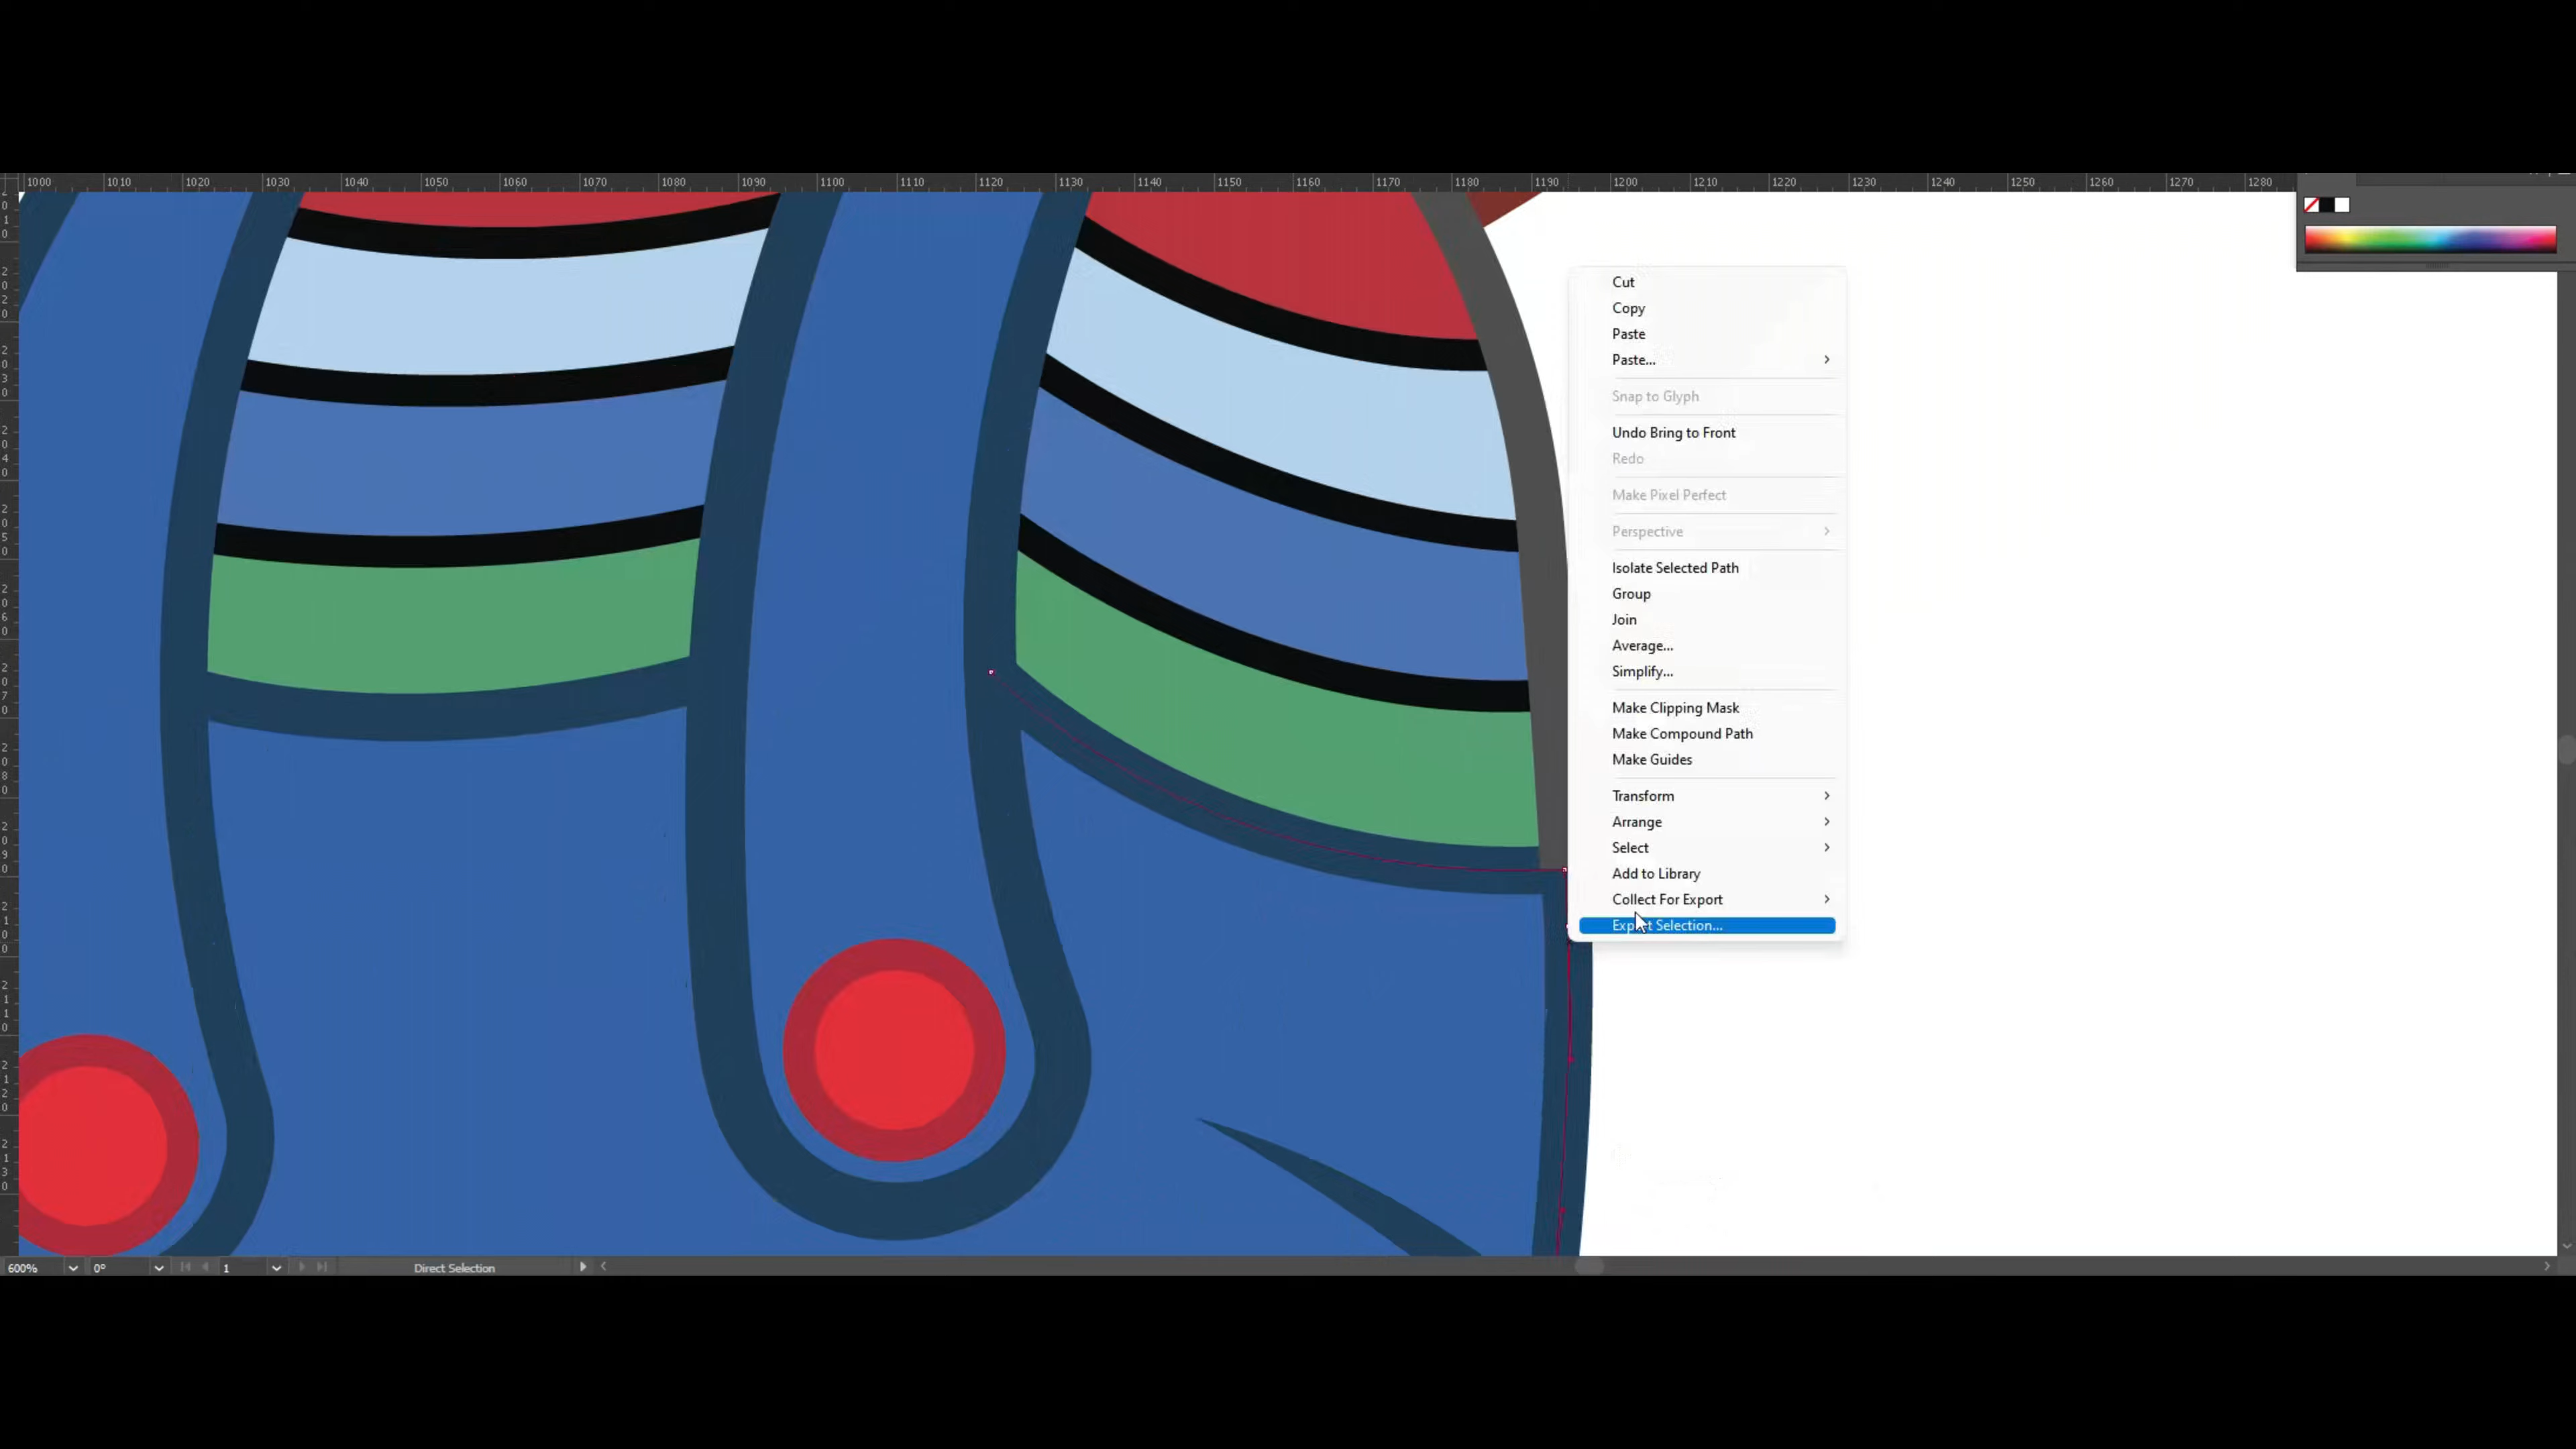 1000 1010 1020 1030 1040 1050 1060 1070 1080 1090 1100 1110 1120 1130 1140 1150 1160 1170 1180 1190 1200 1210 1220 1230 1240 1250 1260 1270 1280
Cut
Copy
Paste
Paste...
Snap to Glyph
Undo Bring to Front
Redo
Make Pixel Perfect
Perspective
Isolate Selected Path
Group
Join
Average...
Simplify...
Make Clipping Mask
Make Compound Path
Make Guides
Transform
Arrange
Select
Add to Library
Collect For Export
Export Selection...
600% 0° 1 Direct Selection